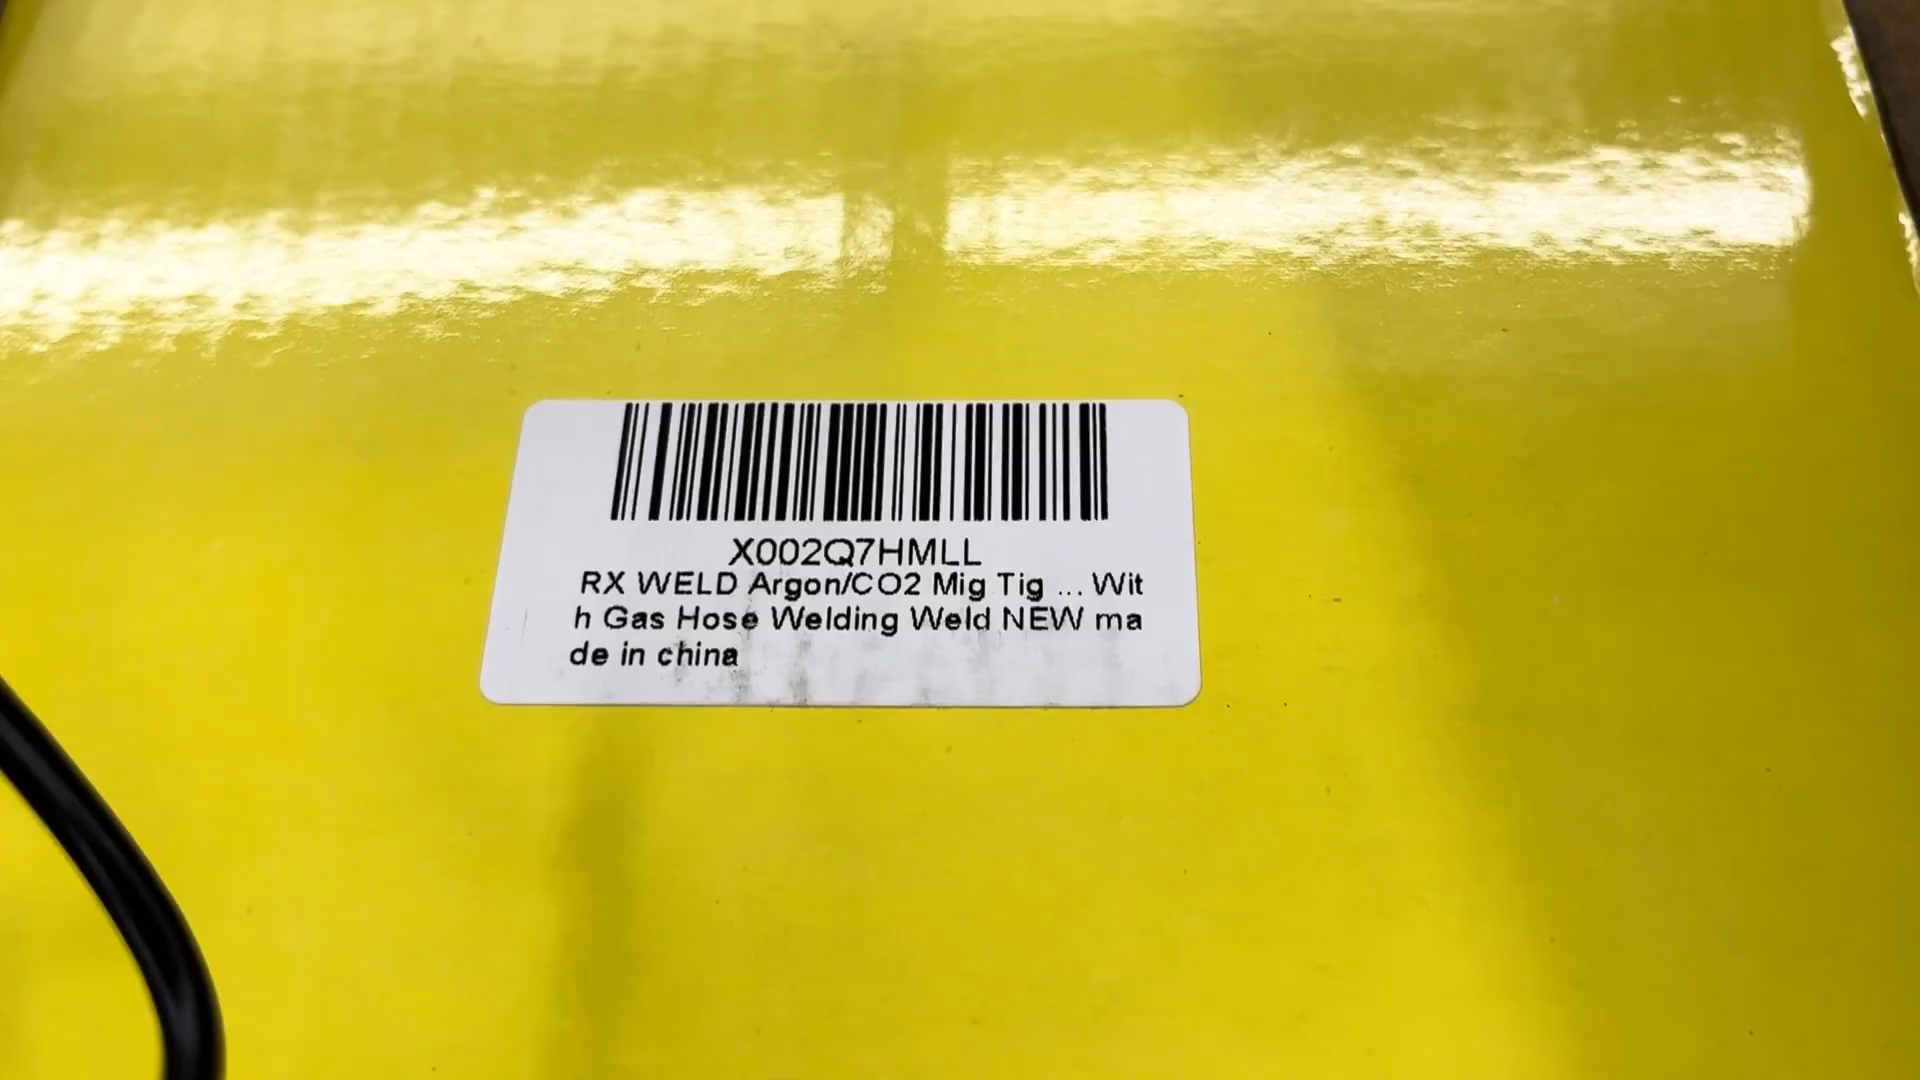 X002Q7HMLL
RX WELD Argon/CO2 Mig Tig ... Wit
h Gas Hose Welding Weld NEW ma
de in china